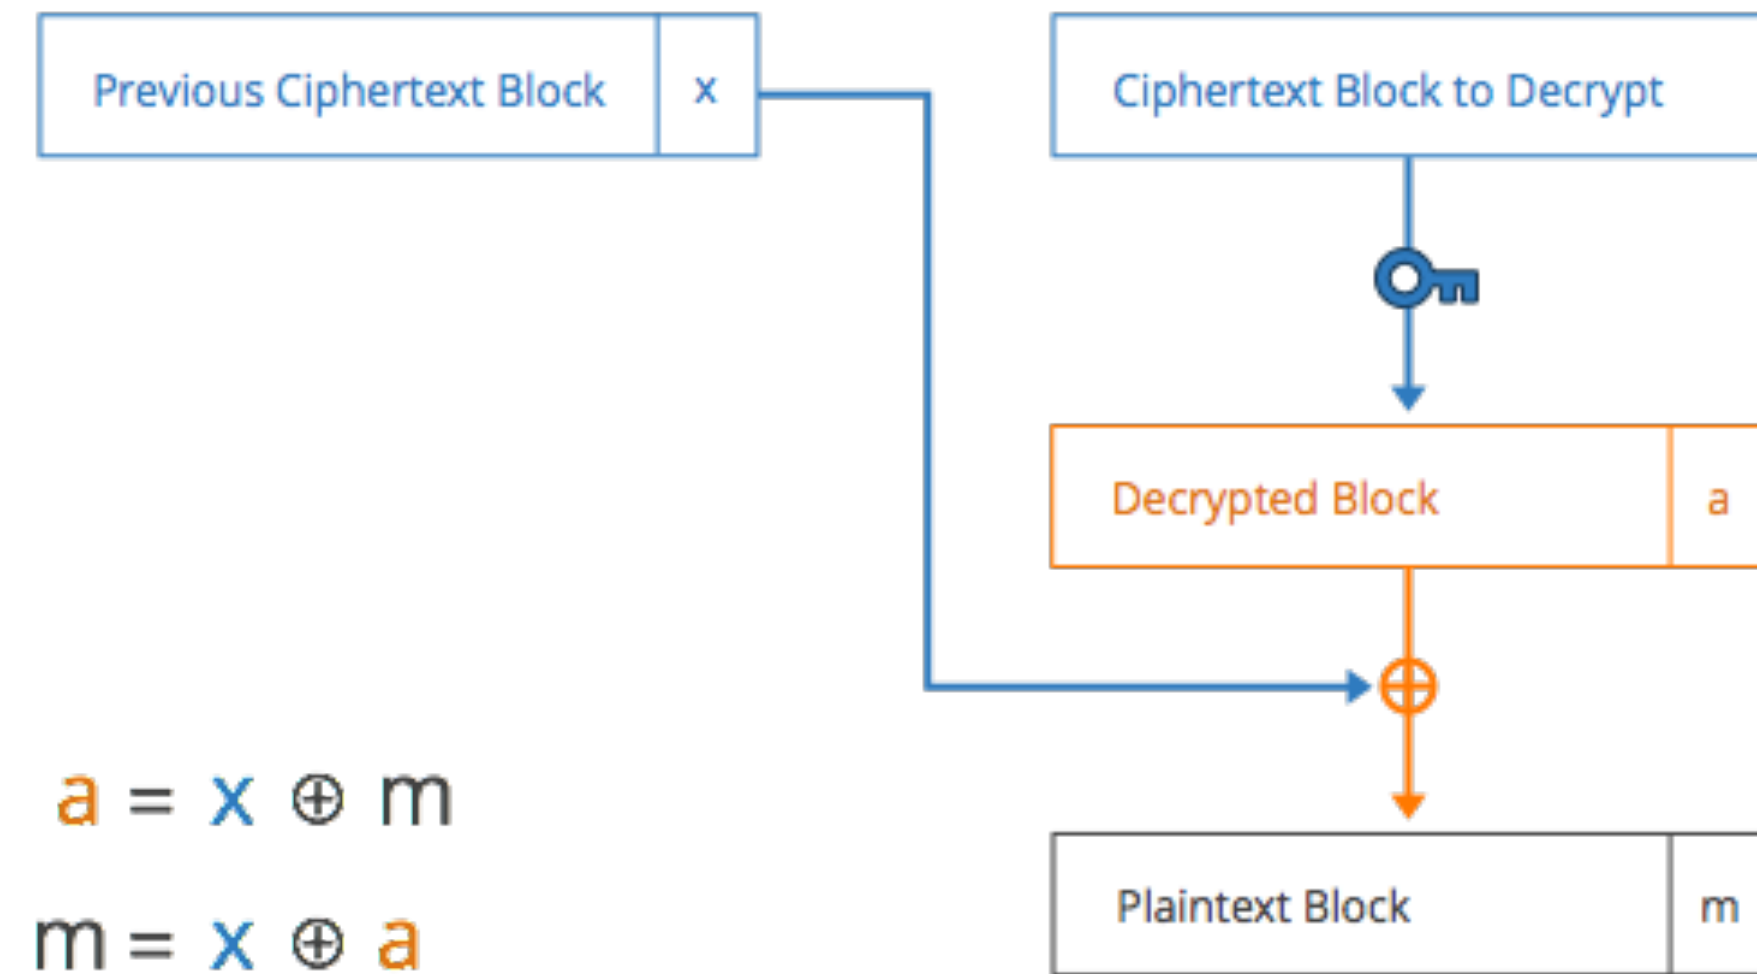 Previous Ciphertext Block x
Ciphertext Block to Decrypt
Decrypted Block a
a = x ⊕ m
Plaintext Block m
m = x ⊕ a